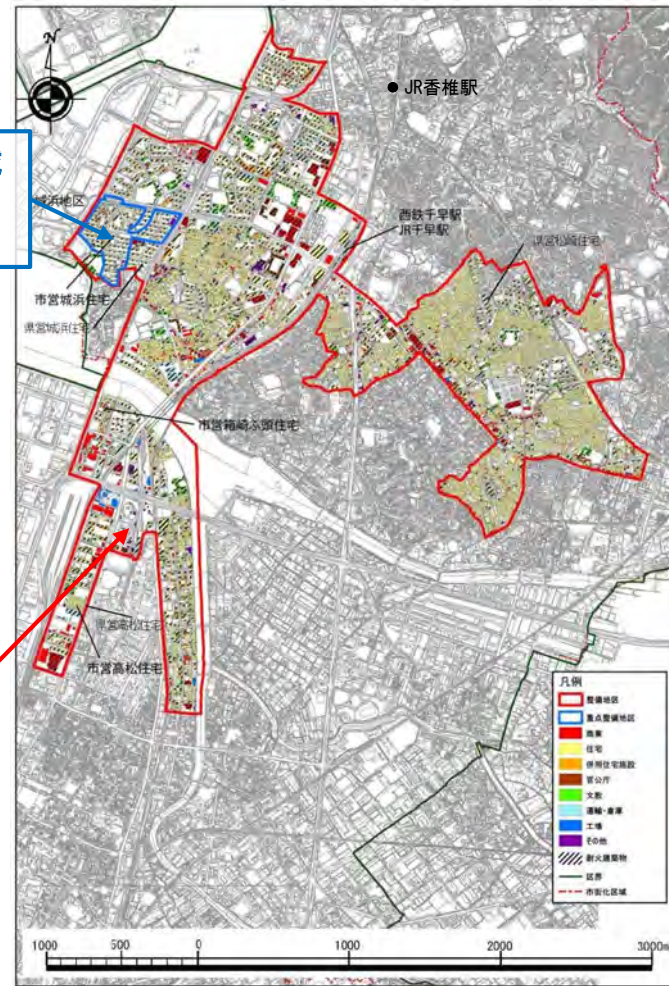 N
● JR香椎駅
城浜地区
西鉄千早駅
JR千早駅
県営松崎住宅
市営城浜住宅
県営城浜住宅
市営箱崎ふ頭住宅
県営高松住宅
市営高松住宅
凡例
整備地区
重点整備地区
商業
住宅
併用住宅施設
官公庁
文教
運輸・倉庫
工場
その他
耐火建築物
区界
市街化区域
1000 500 0 1000 2000 3000m